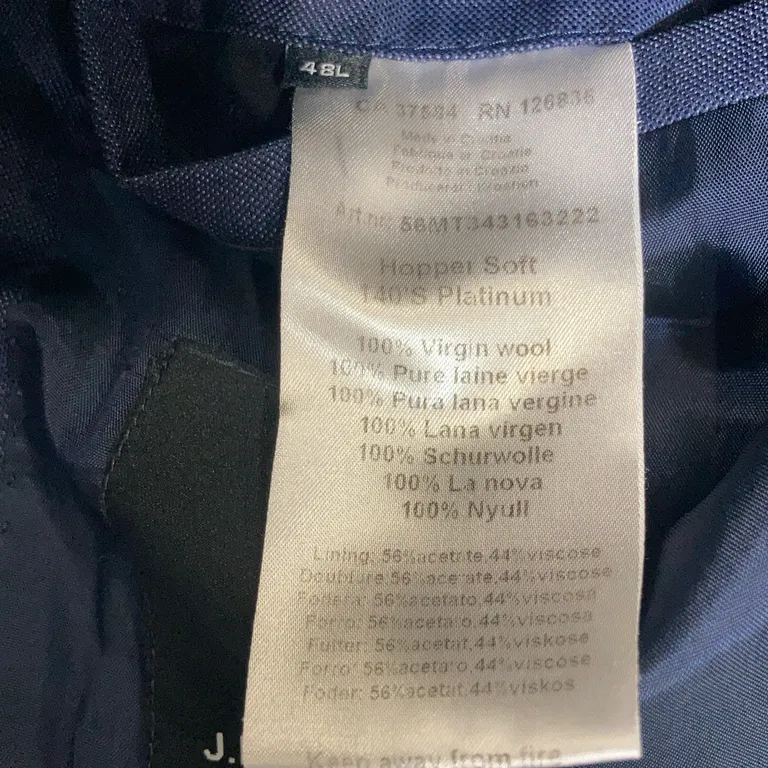 48L
CA 37584 RN 126836
Made in Croatia
Fabriqué en Croatie
Prodotto in Croazia
Art.nr: 56MT343163222
Hopper Soft
140'S Platinum
100% Virgin wool
100% Pure laine vierge
100% Pura lana vergine
100% Lana virgen
100% Schurwolle
100% La nova
100% Nyull
Lining: 56%acetate,44%viscose
Doublure:56%acetate,44%viscose
Fodera: 56%acetato,44%viscosa
Forro: 56%acetato,44%viscosa
Futter: 56%acetat,44%viskose
Forro: 56%acetato,44%viscose
Foder: 56%acetat,44%viskos
J.
Keep away from fire